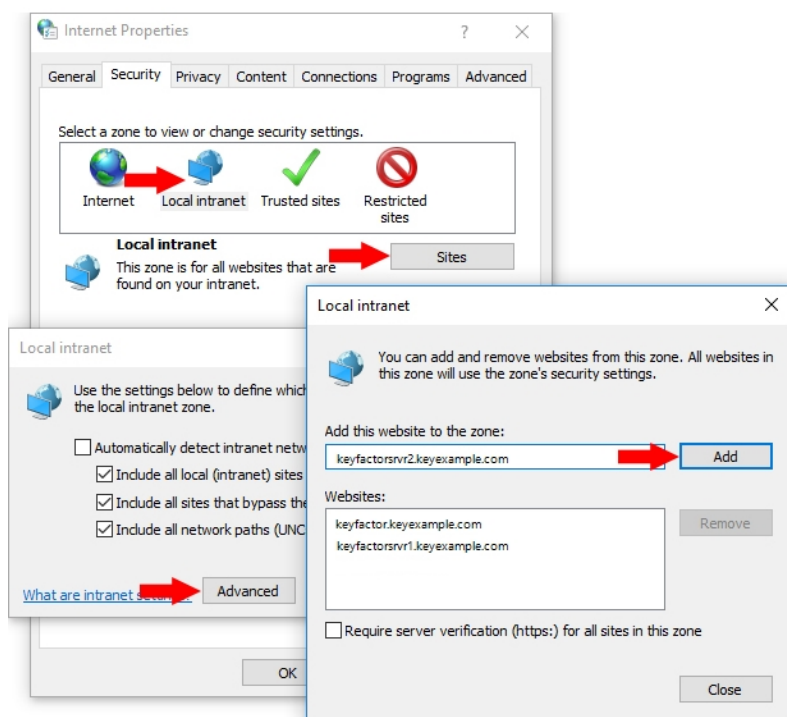 Internet Properties
?
General Security Privacy Content Connections Programs Advanced
Select a zone to view or change security settings.
Internet
Local intranet
Trusted sites
Restricted
sites
Local intranet
Sites
This zone is for all websites that are
found on your intranet.
Local intranet
Use the settings below to define which
the local intranet zone.
Automatically detect intranet netw
Include all local (intranet) sites
Include all sites that bypass the
Include all network paths (UNC
What are intranet
Advanced
OK
Local intranet
You can add and remove websites from this zone. All websites in
this zone will use the zone's security settings.
Add this website to the zone:
keyfactorsrvr2.keyexample.com
Add
Websites:
Remove
keyfactor.keyexample.com
keyfactorsrvr1.keyexample.com
Require server verification (https:) for all sites in this zone
Close